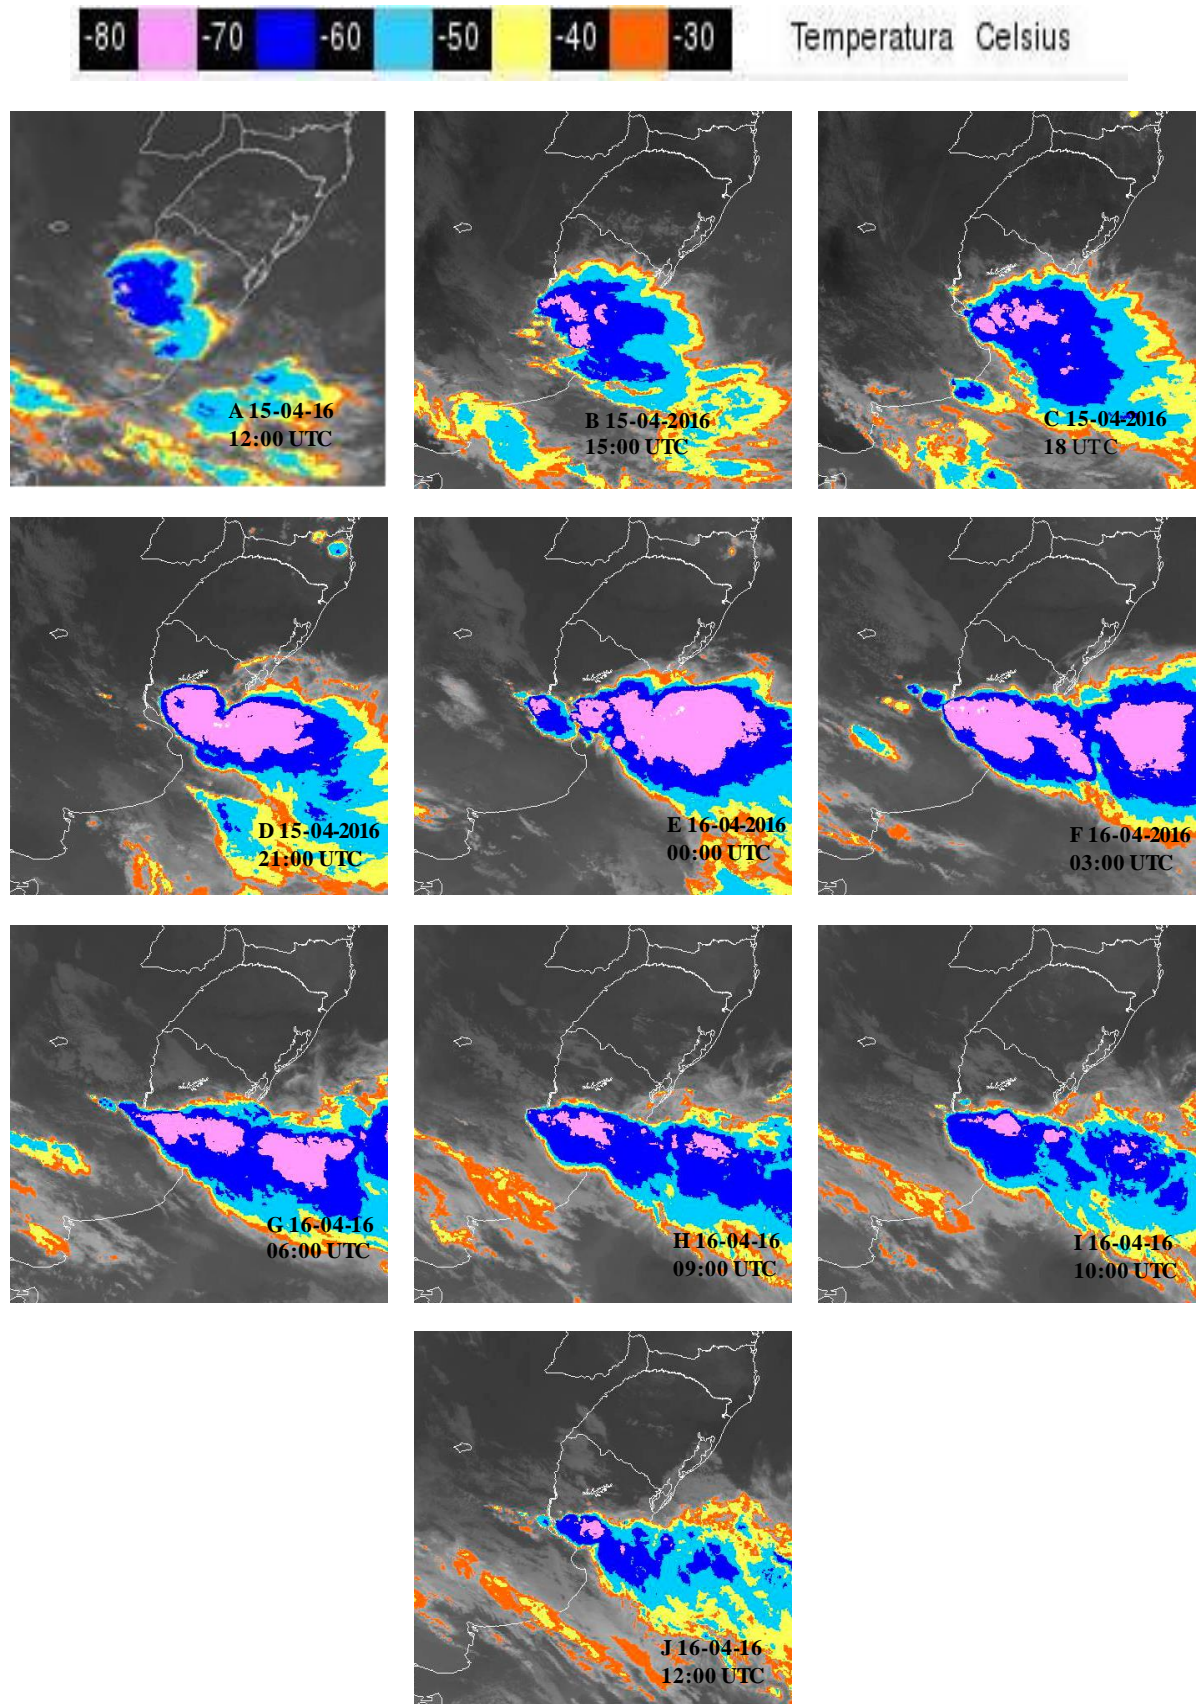 -80 -70 -60 -50 -40 -30 Temperatura Celsius
A 15-04-16
12:00 UTC
B 15-04-2016
15:00 UTC
C 15-04-2016
18 UTC
D 15-04-2016
21:00 UTC
E 16-04-2016
00:00 UTC
F 16-04-2016
03:00 UTC
G 16-04-16
06:00 UTC
H 16-04-16
09:00 UTC
I 16-04-16
10:00 UTC
J 16-04-16
12:00 UTC